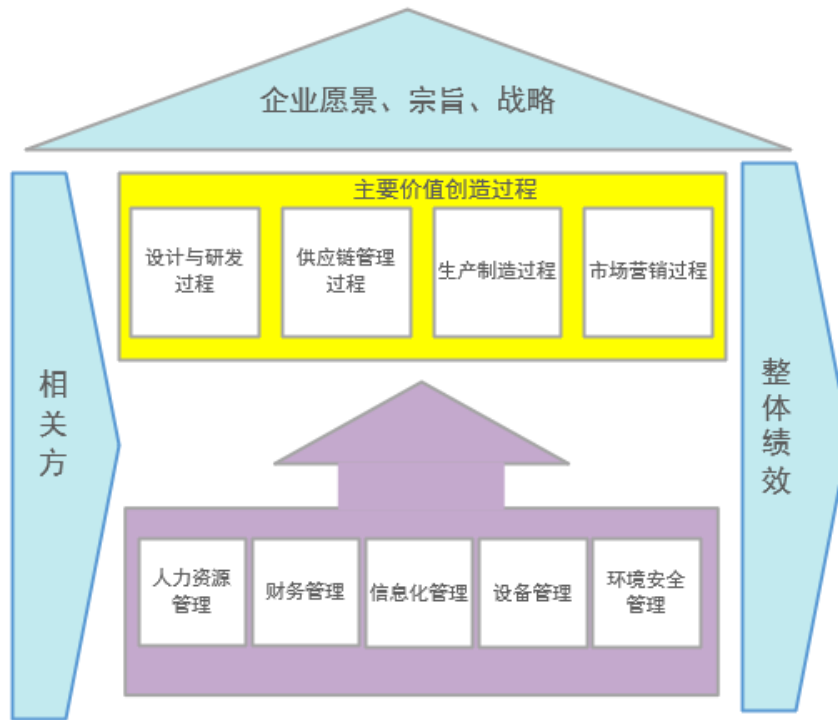 企业愿景、宗旨、战略
相关方
主要价值创造过程
设计与研发
过程
供应链管理
过程
生产制造过程
市场营销过程
整体绩效
人力资源
管理
财务管理
信息化管理
设备管理
环境安全
管理